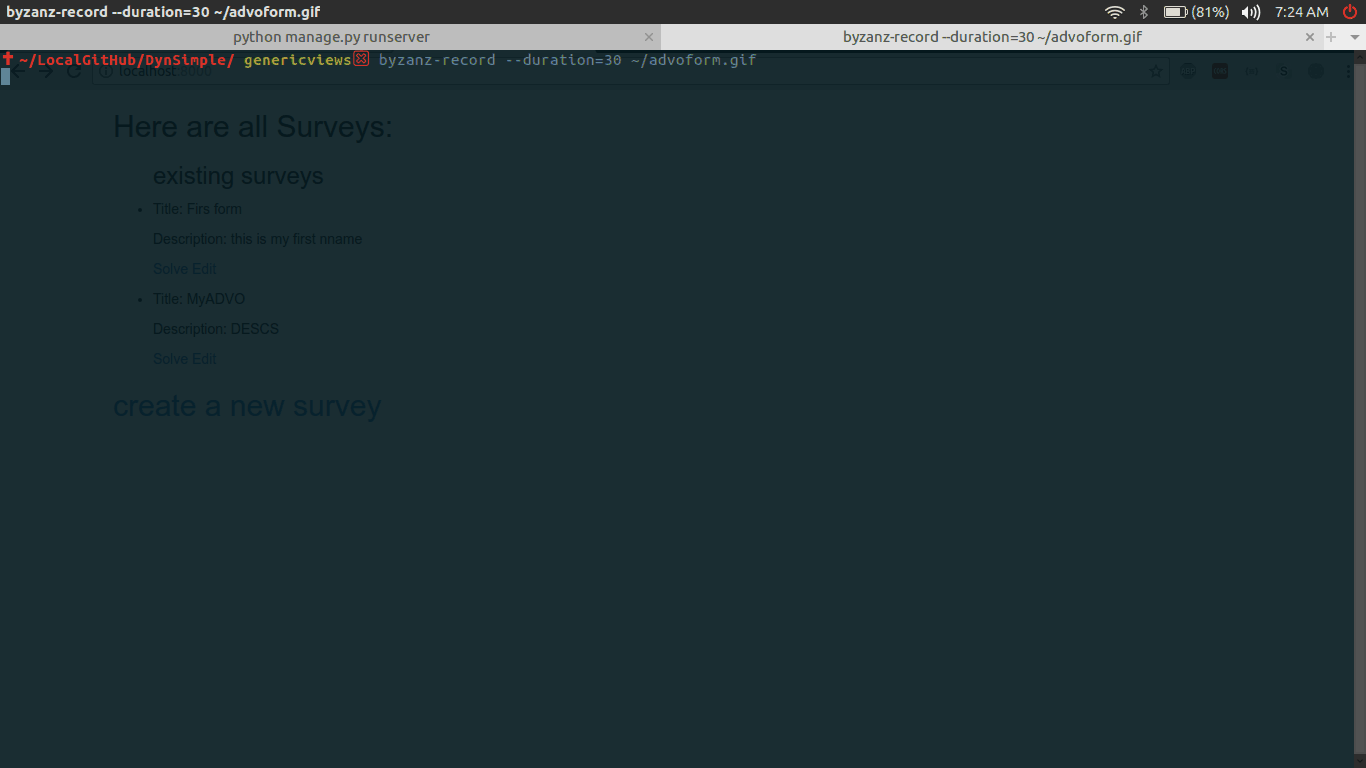 byzanz-record --duration=30 ~/advoform.gif (81%) 7:24 AM
python manage.py runserver byzanz-record --duration=30 ~/advoform.gif
~/LocalGitHub/DynSimple/ genericviews byzanz-record --duration=30 ~/advoform.gif
localhost:8000
Here are all Surveys:
existing surveys
Title: Firs form
Description: this is my first nname
Solve Edit
Title: MyADVO
Description: DESCS
Solve Edit
create a new survey